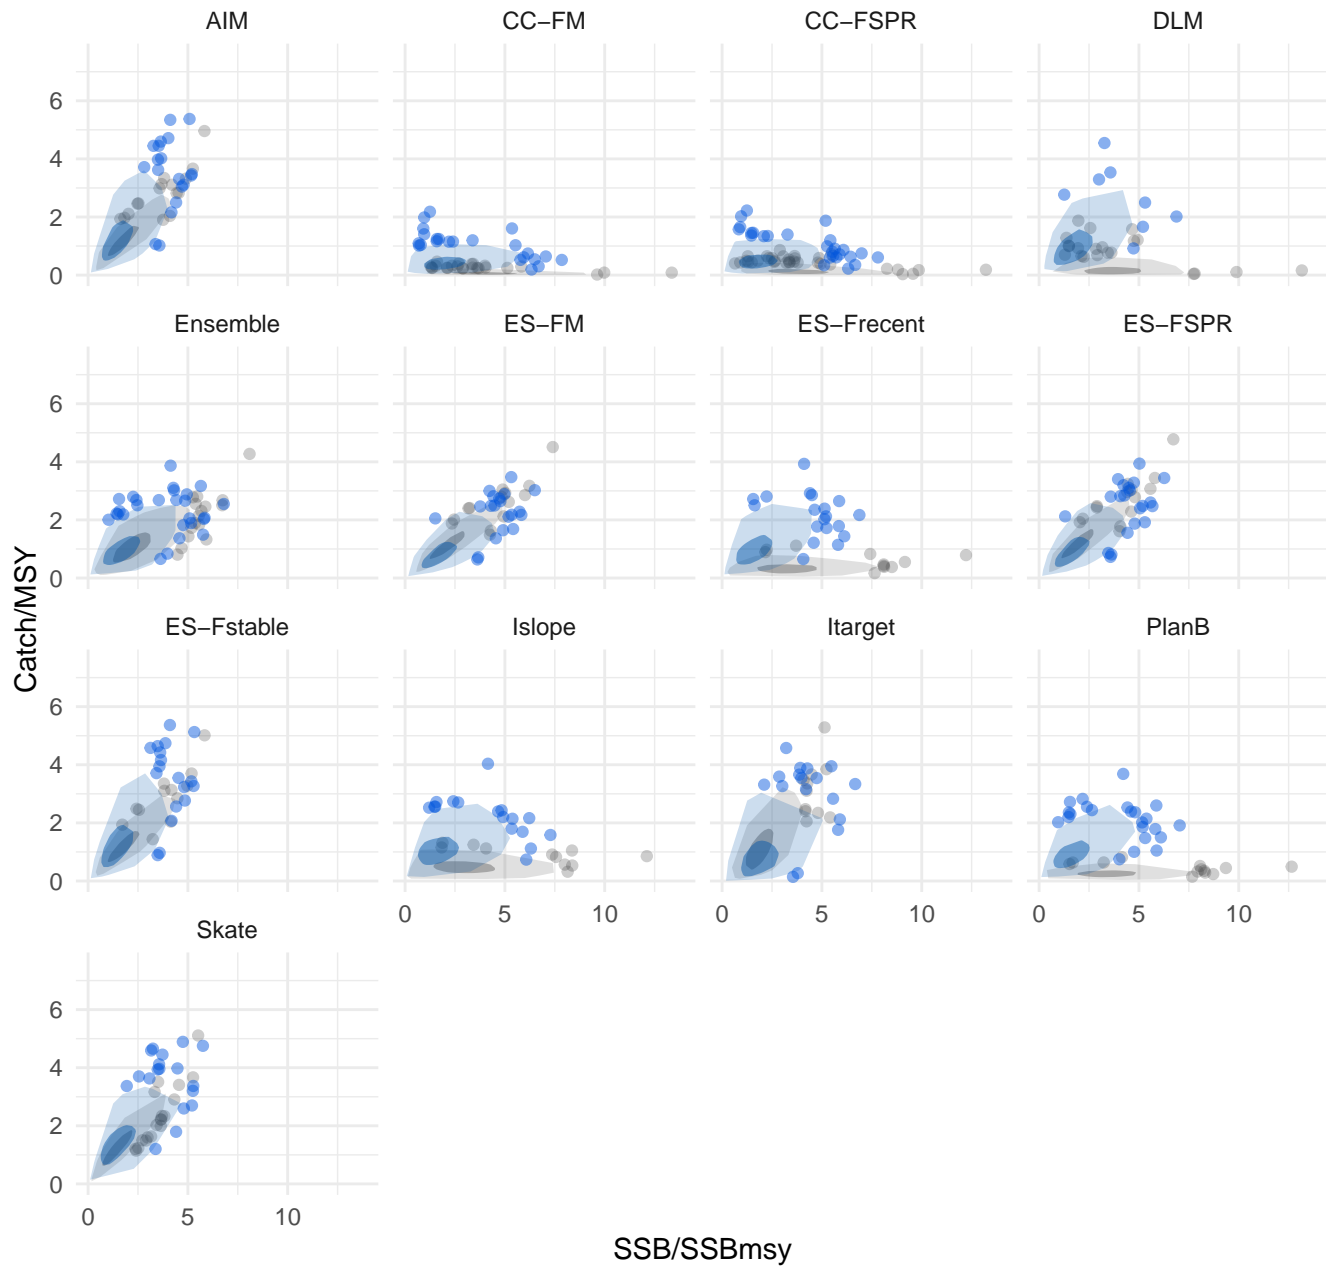 AIM CC−FM CC−FSPR DLM
6
4
2
0
Ensemble ES−FM ES−Frecent ES−FSPR
6
4
2
0
Catch/MSY
ES−Fstable Islope Itarget PlanB
6
4
2
0
0 5 10 0 5 10 0 5 10
Skate
6
4
2
0
0 5 10
SSB/SSBmsy